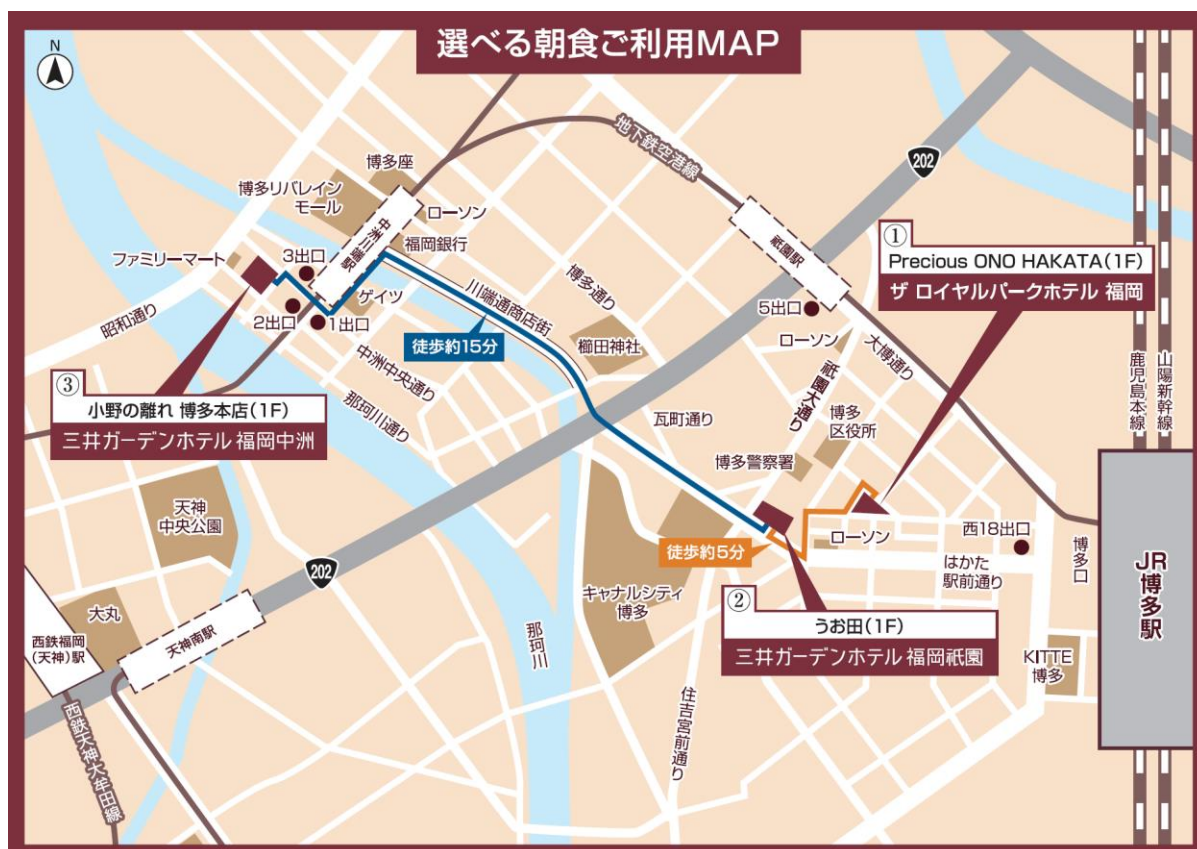 選べる朝食ご利用MAP
N
202
地下鉄空港線
博多座
博多リバレイン
モール
ローソン
中洲川端駅
福岡銀行
祇園駅
①
Precious ONO HAKATA(1F)
ザ ロイヤルパークホテル 福岡
ファミリーマート
3出口
2出口
1出口
ゲイツ
昭和通り
川端通商店街
博多通り
徒歩約15分
櫛田神社
中洲中央通り
那珂川通り
5出口
ローソン
大博通り
祇園大通り
博多
区役所
瓦町通り
博多警察署
鹿児島本線
山陽新幹線
③
小野の離れ 博多本店(1F)
三井ガーデンホテル 福岡中洲
天神
中央公園
徒歩約5分
ローソン
西18出口
はかた
駅前通り
博多口
JR博多駅
キャナルシティ
博多
②
うお田(1F)
三井ガーデンホテル 福岡祇園
KITTE
博多
202
大丸
西鉄福岡
(天神)駅
天神南駅
那珂川
住吉宮前通り
西鉄天神大牟田線